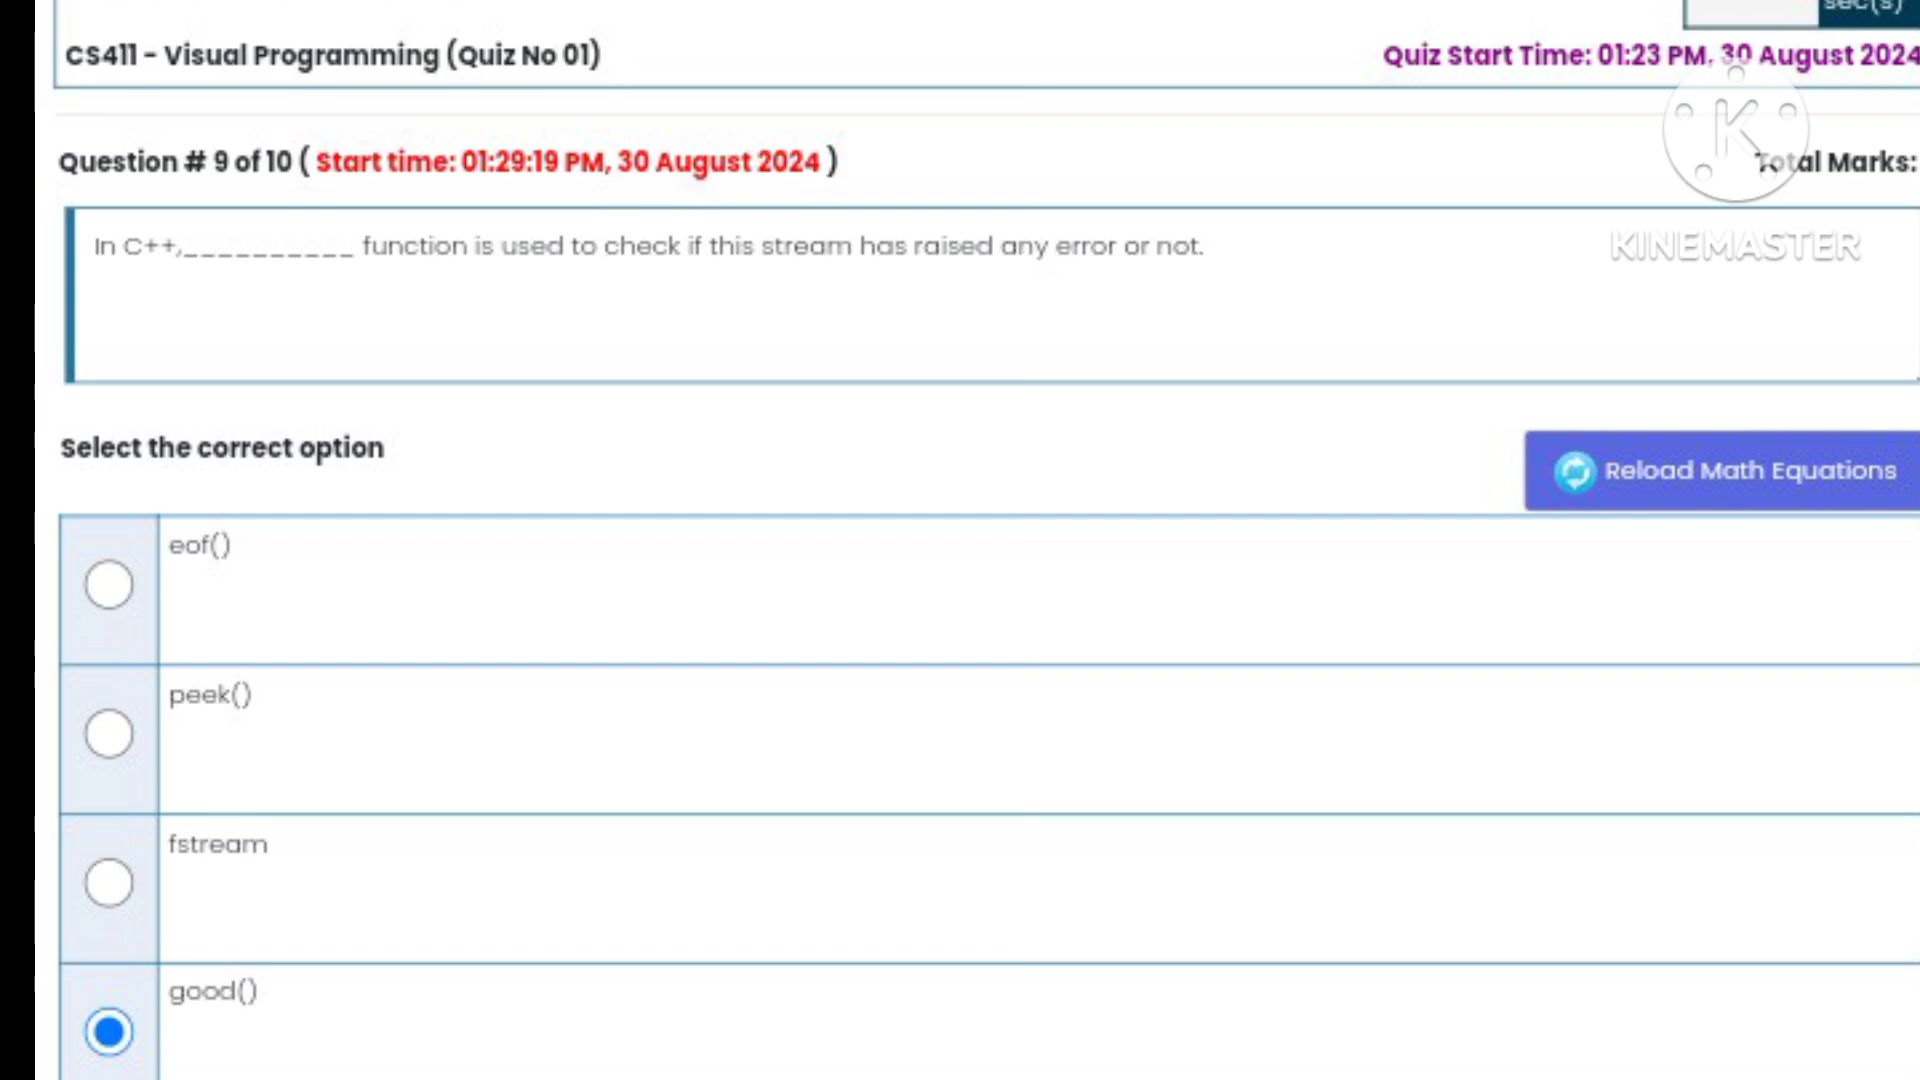 sec(s)
CS411 - Visual Programming (Quiz No 01)
Quiz Start Time: 01:23 PM, 30 August 2024
Question # 9 of 10 ( Start time: 01:29:19 PM, 30 August 2024 )
Total Marks:
In C++,__________ function is used to check if this stream has raised any error or not.
KINEMASTER
Select the correct option
Reload Math Equations
eof()
peek()
fstream
good()